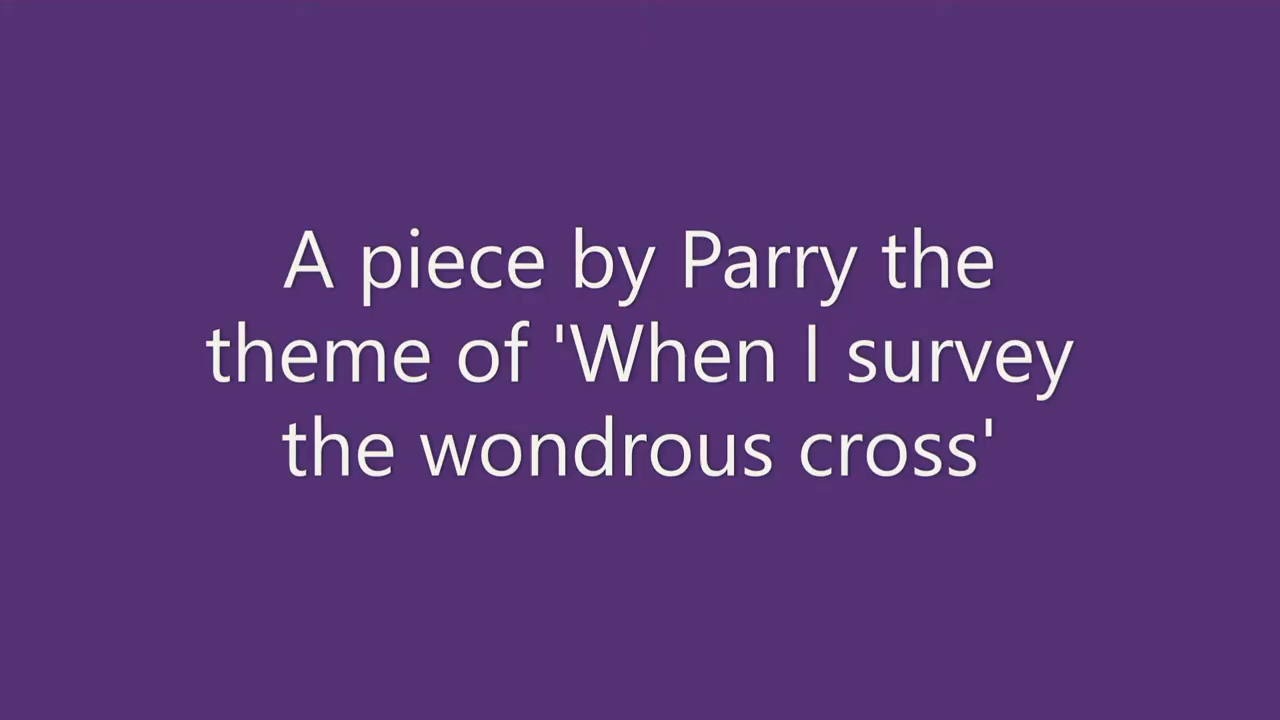 A piece by Parry the
theme of 'When I survey
the wondrous cross'